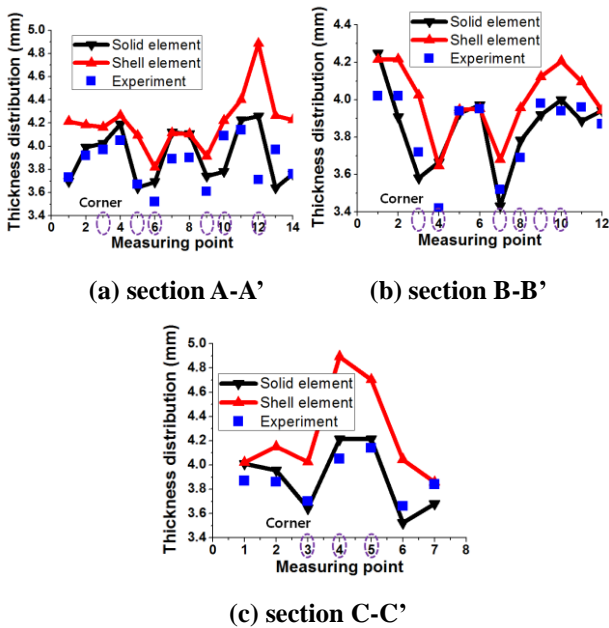 Thickness distribution (mm)
5.0
4.8
4.6
4.4
4.2
4.0
3.8
3.6
3.4
Solid element
Shell element
Experiment
Corner
0 2 4 6 8 10 12 14
Measuring point
(a) section A-A’
Thickness distribution (mm)
4.4
4.2
4.0
3.8
3.6
3.4
Solid element
Shell element
Experiment
Corner
0 2 3 4 6 7 8 9 10 12
Measuring point
(b) section B-B’
Thickness distribution (mm)
5.0
4.8
4.6
4.4
4.2
4.0
3.8
3.6
3.4
Solid element
Shell element
Experiment
Corner
0 1 2 3 4 5 6 7 8
Measuring point
(c) section C-C’